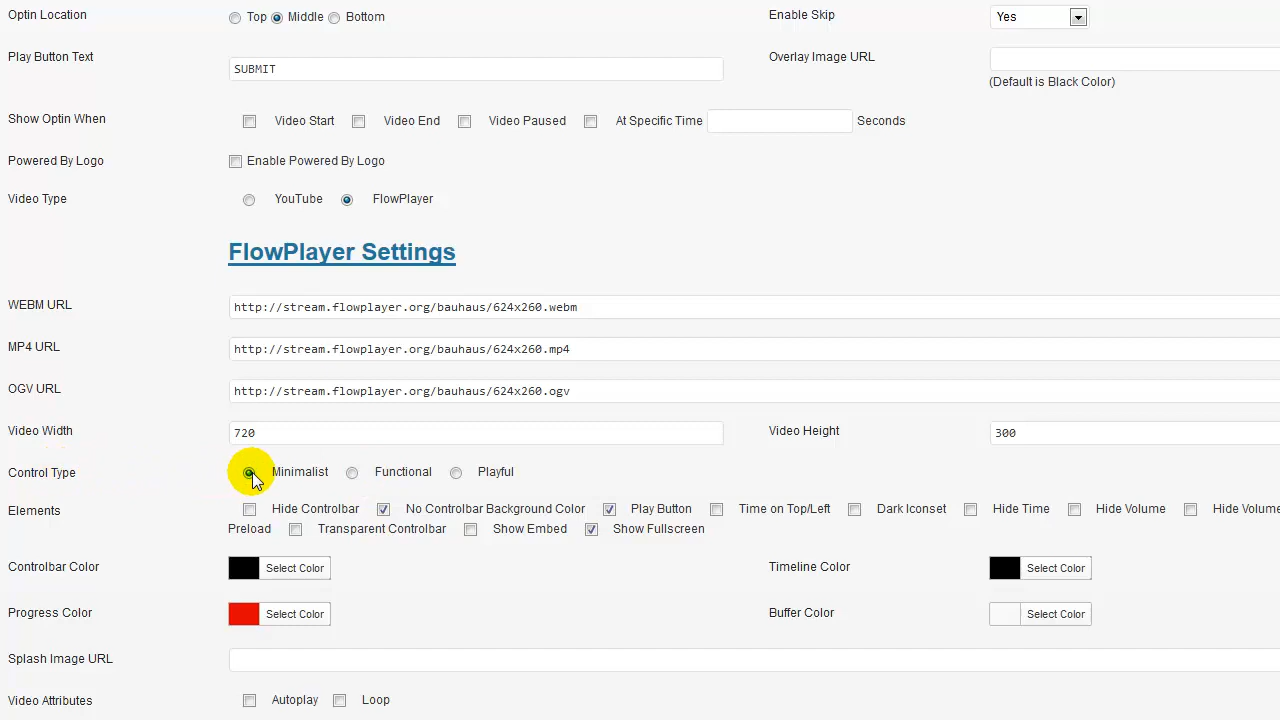 Optin Location Top Middle Bottom Enable Skip Yes
Play Button Text SUBMIT Overlay Image URL
(Default is Black Color)
Show Optin When Video Start Video End Video Paused At Specific Time Seconds
Powered By Logo Enable Powered By Logo
Video Type YouTube FlowPlayer
FlowPlayer Settings
WEBM URL http://stream.flowplayer.org/bauhaus/624x260.webm
MP4 URL http://stream.flowplayer.org/bauhaus/624x260.mp4
OGV URL http://stream.flowplayer.org/bauhaus/624x260.ogv
Video Width 720 Video Height 300
Control Type Minimalist Functional Playful
Elements Hide Controlbar No Controlbar Background Color Play Button Time on Top/Left Dark Iconset Hide Time Hide Volume Hide Volume
Preload Transparent Controlbar Show Embed Show Fullscreen
Controlbar Color Select Color Timeline Color Select Color
Progress Color Select Color Buffer Color Select Color
Splash Image URL
Video Attributes Autoplay Loop